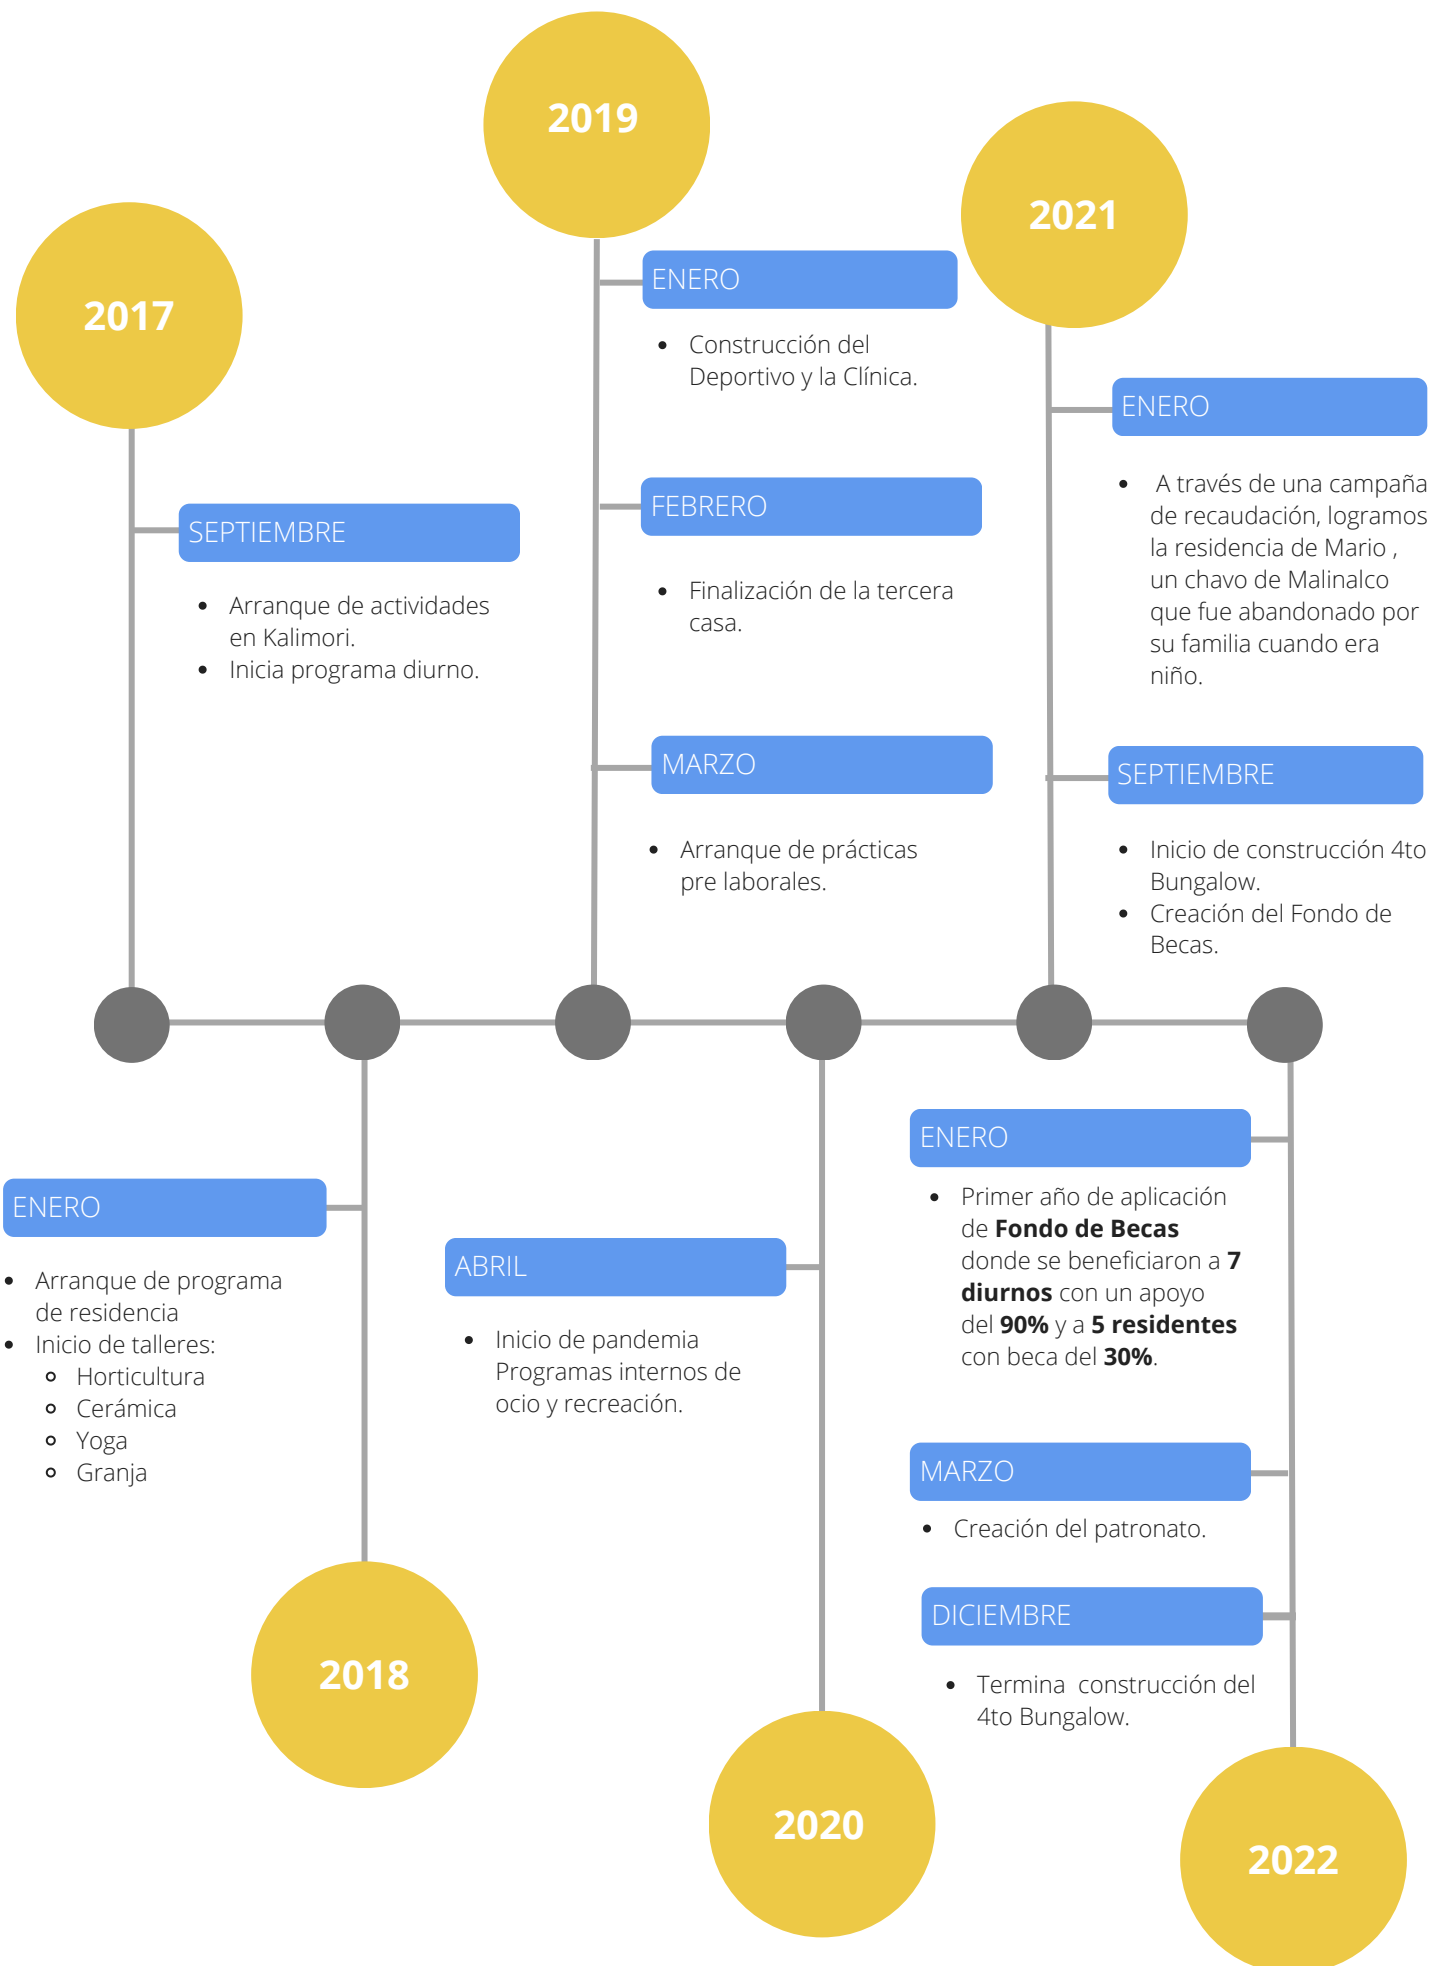 2017
SEPTIEMBRE
Arranque de actividades
en Kalimori.
Inicia programa diurno.
ENERO
Arranque de programa
de residencia
Inicio de talleres:
Horticultura
Cerámica
Yoga
Granja
2018
2019
ENERO
Construcción del
Deportivo y la Clínica.
FEBRERO
Finalización de la tercera
casa.
MARZO
Arranque de prácticas
pre laborales.
ABRIL
Inicio de pandemia
Programas internos de
ocio y recreación.
2020
2021
ENERO
A través de una campaña
de recaudación, logramos
la residencia de Mario ,
un chavo de Malinalco
que fue abandonado por
su familia cuando era
niño.
SEPTIEMBRE
Inicio de construcción 4to
Bungalow.
Creación del Fondo de
Becas.
ENERO
Primer año de aplicación
de Fondo de Becas
donde se beneficiaron a 7
diurnos con un apoyo
del 90% y a 5 residentes
con beca del 30%.
MARZO
Creación del patronato.
DICIEMBRE
Termina  construcción del
4to Bungalow.
2022